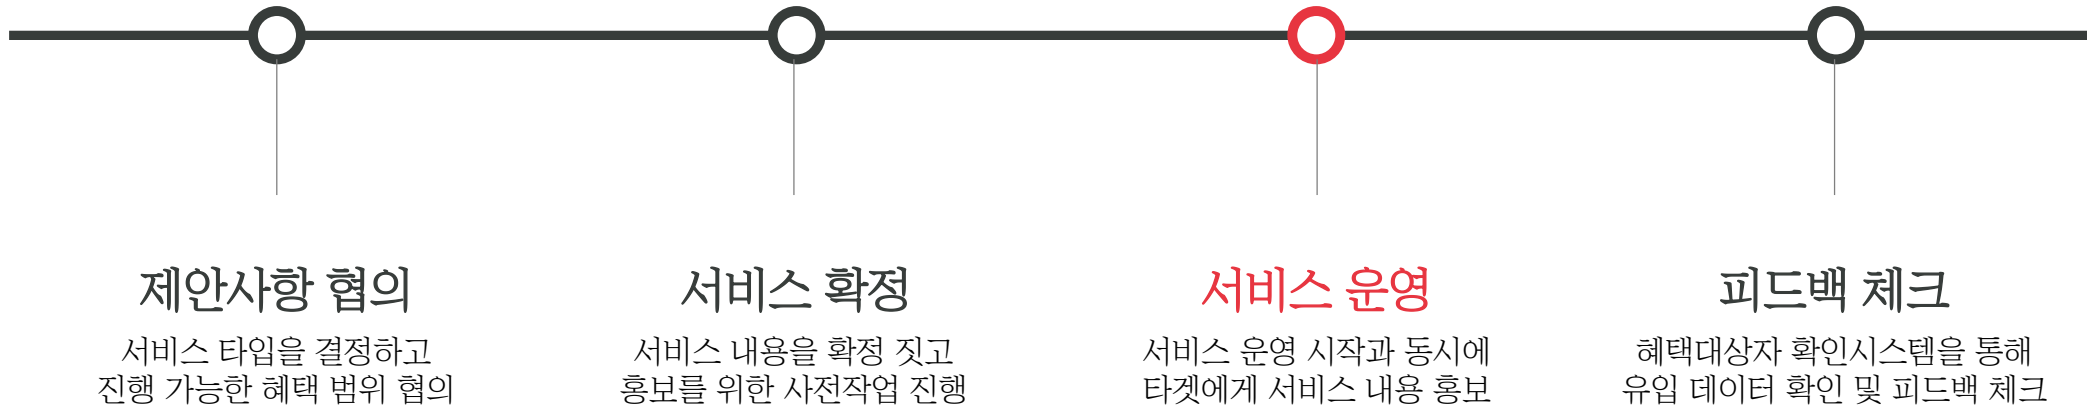 제안사항 협의
서비스 타입을 결정하고
진행 가능한 혜택 범위 협의
서비스 확정
서비스 내용을 확정 짓고
홍보를 위한 사전작업 진행
서비스 운영
서비스 운영 시작과 동시에
타겟에게 서비스 내용 홍보
피드백 체크
혜택대상자 확인시스템을 통해
유입 데이터 확인 및 피드백 체크